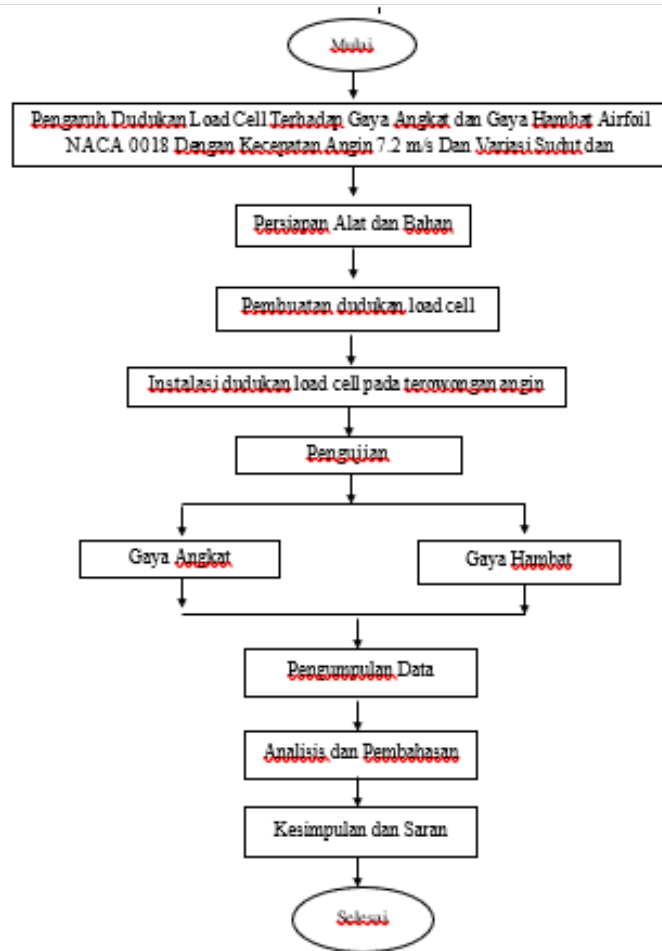 Mulai
Pengaruh Dudukan Load Cell Terhadap Gaya Angkat dan Gaya Hambat Airfoil
NACA 0018 Dengan Kecepatan Angin 7.2 m/s Dan Variasi Sudut dan
Persiapan Alat dan Bahan
Pembuatan dudukan load cell
Instalasi dudukan load cell pada terowongan angin
Pengujian
Gaya Angkat
Gaya Hambat
Pengumpulan Data
Analisis dan Pembahasan
Kesimpulan dan Saran
Selesai